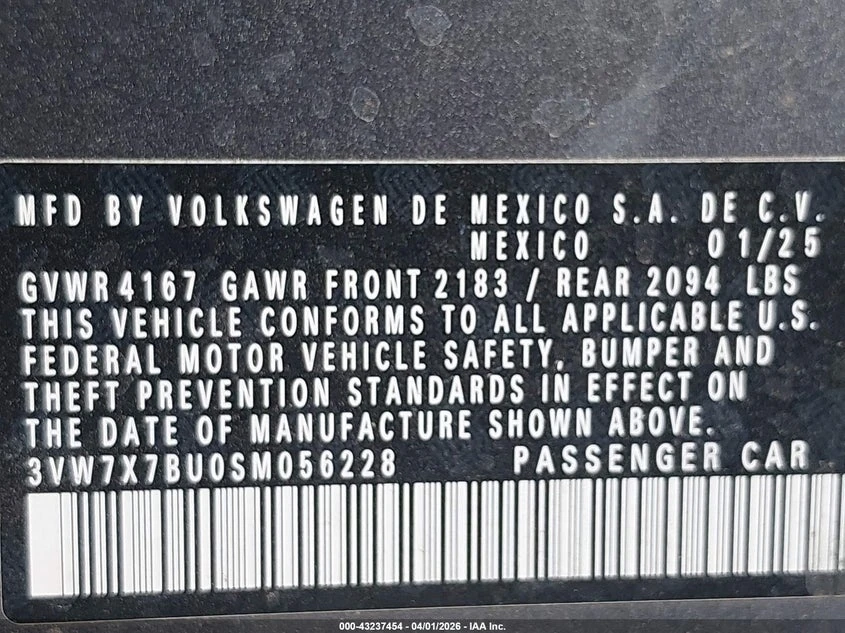 MFD BY VOLKSWAGEN DE MEXICO S.A. DE C.V.
MEXICO 01/25
GVWR 4167 GAWR FRONT 2183 / REAR 2094 LBS
THIS VEHICLE CONFORMS TO ALL APPLICABLE U.S.
FEDERAL MOTOR VEHICLE SAFETY, BUMPER AND
THEFT PREVENTION STANDARDS IN EFFECT ON
THE DATE OF MANUFACTURE SHOWN ABOVE.
3VW7X7BU0SM056228 PASSENGER CAR
000-43237454 - 04/01/2026 - IAA Inc.